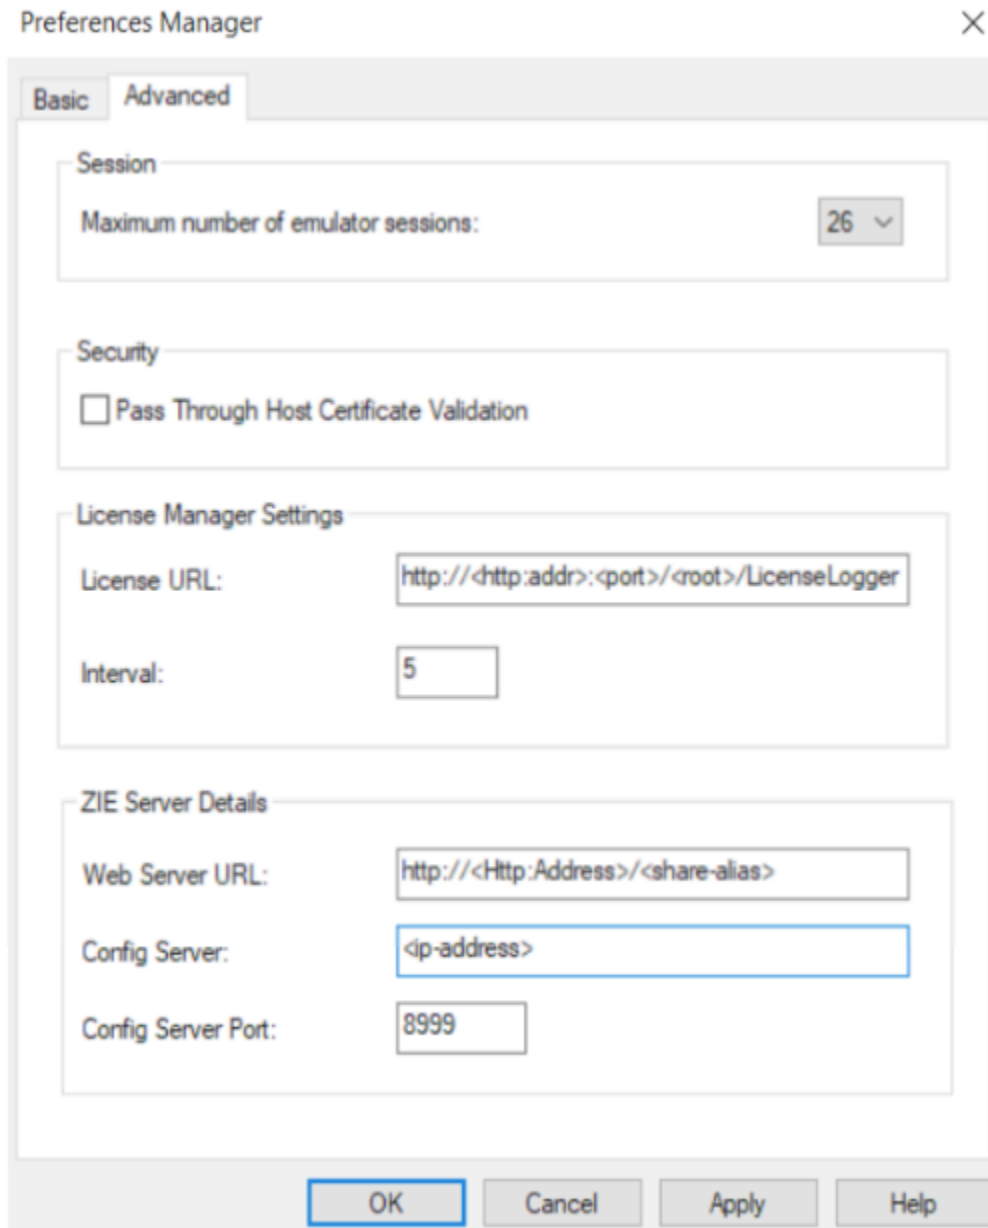 Preferences Manager
Basic Advanced
Session
Maximum number of emulator sessions: 26
Security
Pass Through Host Certificate Validation
License Manager Settings
License URL: http://<http:addr>:<port>/<root>/LicenseLogger
Interval: 5
ZIE Server Details
Web Server URL: http://<Http:Address>/<share-alias>
Config Server: <ip-address>
Config Server Port: 8999
OK Cancel Apply Help